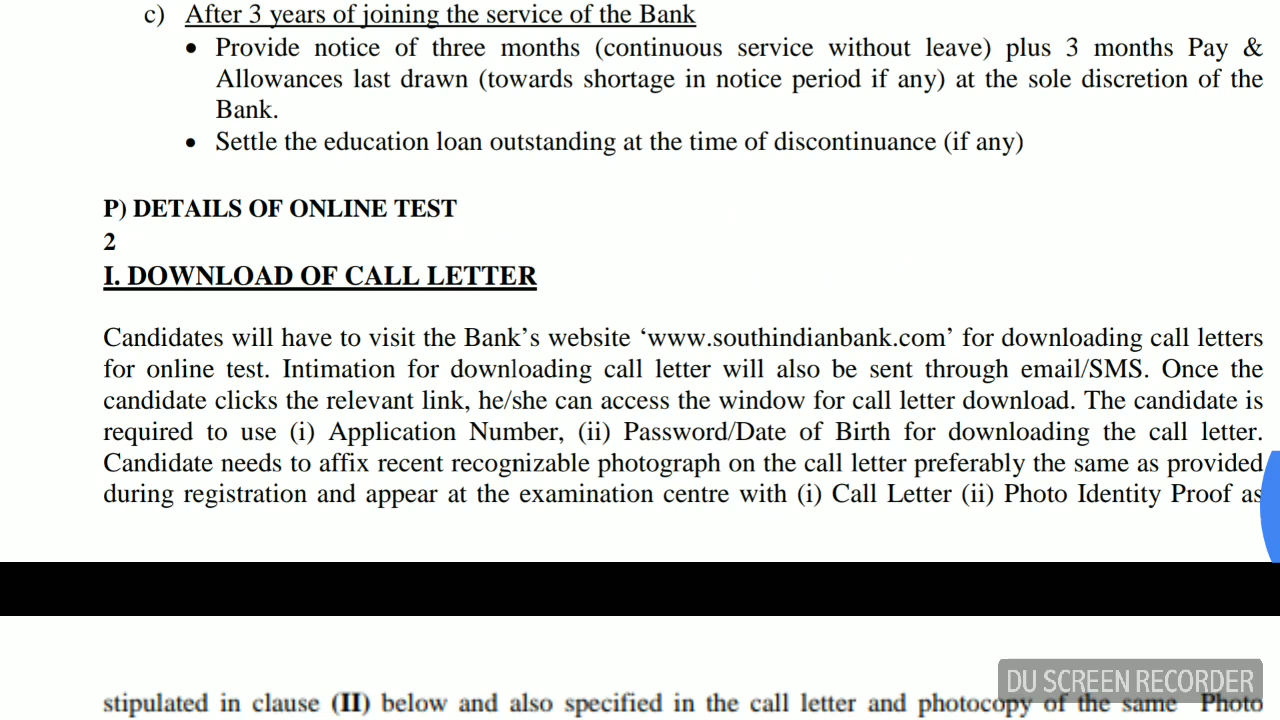 c) After 3 years of joining the service of the Bank
• Provide notice of three months (continuous service without leave) plus 3 months Pay &
Allowances last drawn (towards shortage in notice period if any) at the sole discretion of the
Bank.
• Settle the education loan outstanding at the time of discontinuance (if any)
P) DETAILS OF ONLINE TEST
2
I. DOWNLOAD OF CALL LETTER
Candidates will have to visit the Bank’s website ‘www.southindianbank.com’ for downloading call letters
for online test. Intimation for downloading call letter will also be sent through email/SMS. Once the
candidate clicks the relevant link, he/she can access the window for call letter download. The candidate is
required to use (i) Application Number, (ii) Password/Date of Birth for downloading the call letter.
Candidate needs to affix recent recognizable photograph on the call letter preferably the same as provided
during registration and appear at the examination centre with (i) Call Letter (ii) Photo Identity Proof as
DU SCREEN RECORDER
stipulated in clause (II) below and also specified in the call letter and photocopy of the same Photo